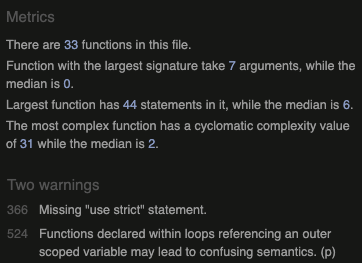 Metrics
There are 33 functions in this file.
Function with the largest signature take 7 arguments, while the
median is 0.
Largest function has 44 statements in it, while the median is 6.
The most complex function has a cyclomatic complexity value
of 31 while the median is 2.
Two warnings
366 Missing "use strict" statement.
524 Functions declared within loops referencing an outer
scoped variable may lead to confusing semantics. (p)